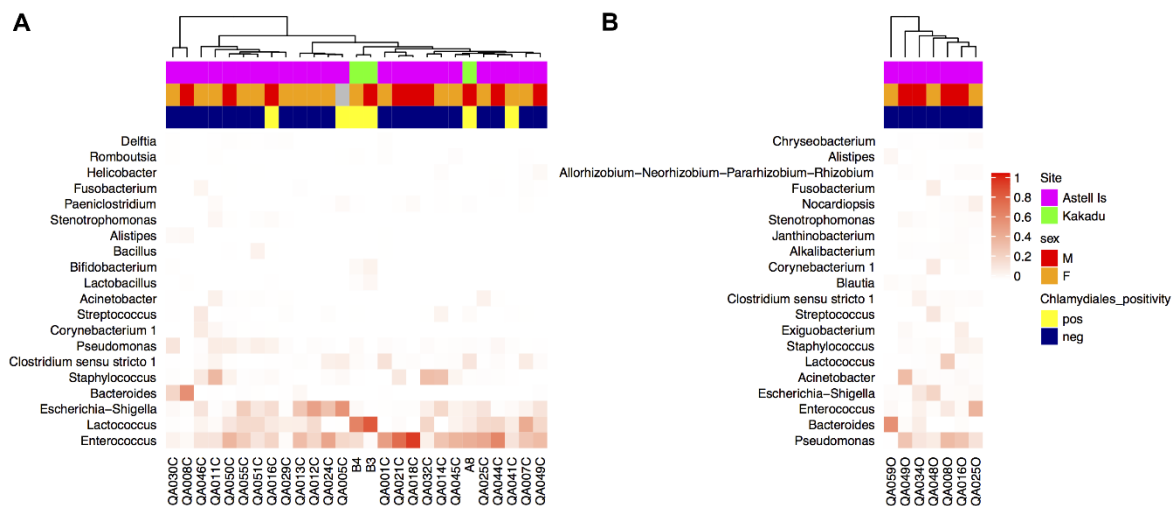 A
B
Delftia
Romboutsia
Helicobacter
Fusobacterium
Paeniclostridium
Stenotrophomonas
Alistipes
Bacillus
Bifidobacterium
Lactobacillus
Acinetobacter
Streptococcus
Corynebacterium 1
Pseudomonas
Clostridium sensu stricto 1
Staphylococcus
Bacteroides
Escherichia−Shigella
Lactococcus
Enterococcus
QA030C
QA008C
QA046C
QA011C
QA050C
QA055C
QA051C
QA016C
QA029C
QA013C
QA012C
QA024C
QA005C
B4
B3
QA001C
QA021C
QA018C
QA032C
QA014C
QA045C
A8
QA025C
QA044C
QA041C
QA007C
QA049C
Chryseobacterium
Alistipes
Allorhizobium−Neorhizobium−Pararhizobium−Rhizobium
Fusobacterium
Nocardiopsis
Stenotrophomonas
Janthinobacterium
Alkalibacterium
Corynebacterium 1
Blautia
Clostridium sensu stricto 1
Streptococcus
Exiguobacterium
Staphylococcus
Lactococcus
Acinetobacter
Escherichia−Shigella
Enterococcus
Bacteroides
Pseudomonas
QA059O
QA049O
QA034O
QA048O
QA008O
QA016O
QA025O
1
0.8
0.6
0.4
0.2
0
Site
Astell Is
Kakadu
sex
M
F
Chlamydiales_positivity
pos
neg